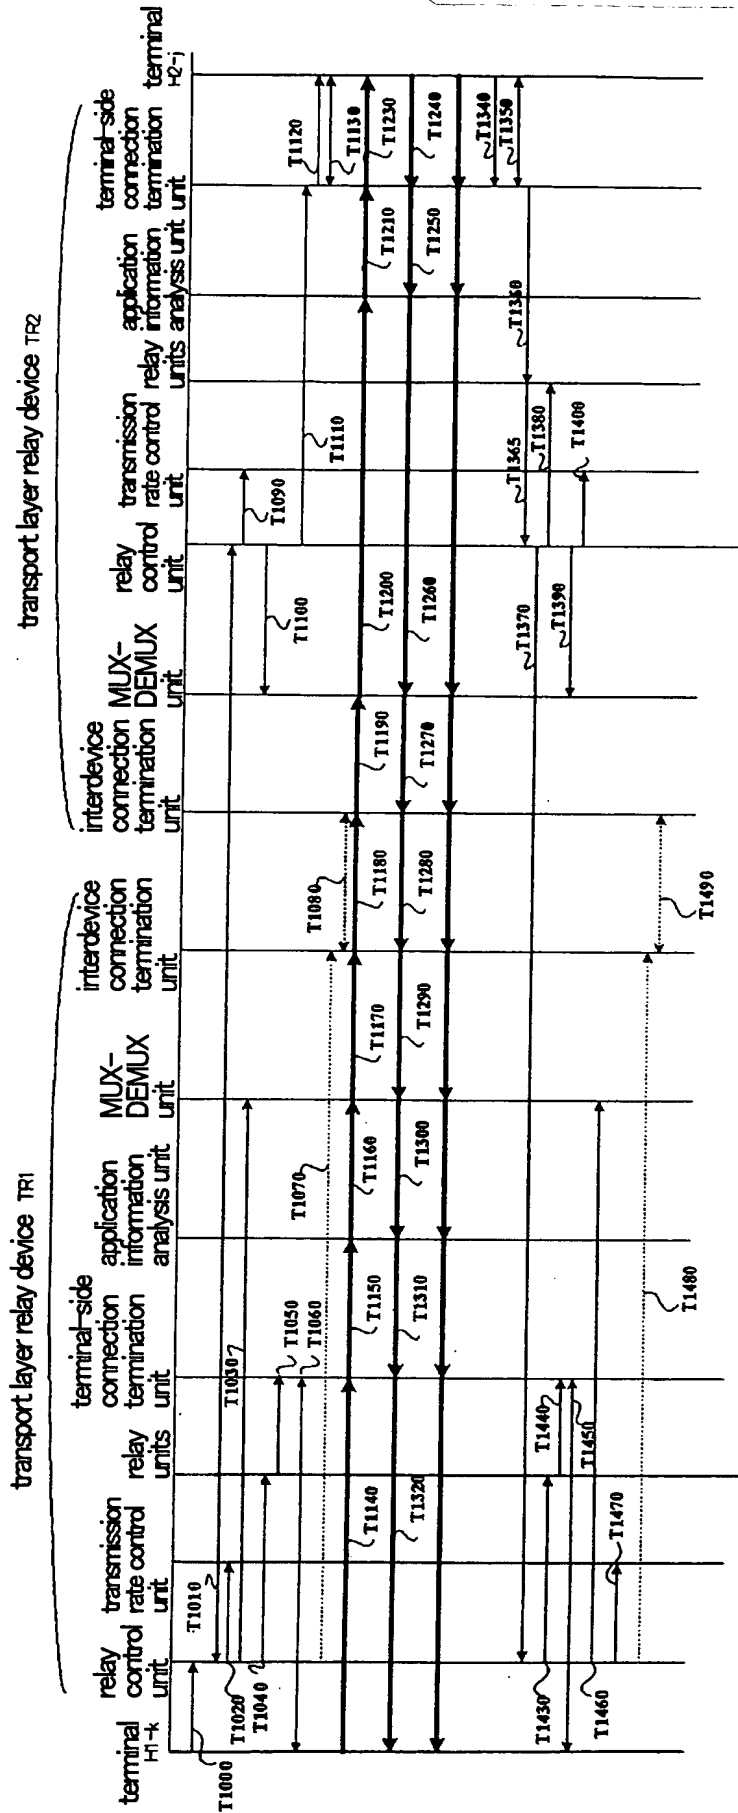 transport layer relay device TR1
transport layer relay device TR2
terminal
H1-k
relay
control
unit
transmission
rate control
unit
relay
units
terminal-side
connection
termination
unit
application
information
analysis unit
MUX-
DEMUX
unit
interdevice
connection
termination
unit
interdevice
connection
termination
unit
MUX-
DEMUX
unit
relay
control
unit
transmission
rate control
unit
relay
units
application
information
analysis unit
terminal-side
connection
termination
unit
terminal
H2-j
T1000
T1010
T1020
T1030
T1040
T1050
T1060
T1070
T1080
T1090
T1100
T1110
T1120
T1130
T1140
T1150
T1160
T1170
T1180
T1190
T1200
T1210
T1230
T1240
T1250
T1260
T1270
T1280
T1290
T1300
T1310
T1320
T1340
T1350
T1360
T1365
T1370
T1380
T1390
T1400
T1430
T1440
T1450
T1460
T1470
T1480
T1490